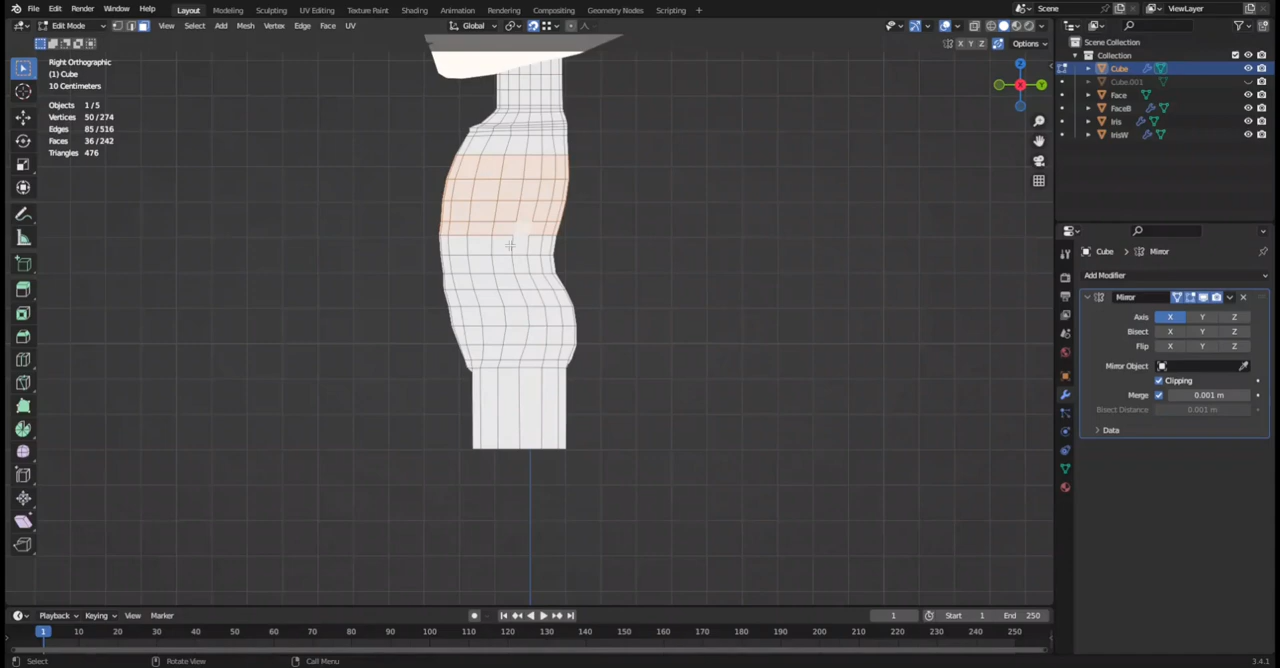 File Edit Render Window Help Layout Modeling Sculpting UV Editing Texture Paint Shading Animation Rendering Compositing Geometry Nodes Scripting + Scene ViewLayer
Edit Mode View Select Add Mesh Vertex Edge Face UV Global
X Y Z Options
Right Orthographic
(1) Cube
10 Centimeters
Objects 1/5
Vertices 50/274
Edges 85/516
Faces 36/242
Triangles 476
Z
Y
X
Scene Collection
Collection
Cube
Cube.001
Face
FaceB
Iris
IrisW
Cube > Mirror
Add Modifier
Mirror
Axis X Y Z
Bisect X Y Z
Flip X Y Z
Mirror Object
Clipping
Merge 0.001 m
Bisect Distance 0.001 m
Data
Playback Keying View Marker 1 Start 1 End 250
1 10 20 30 40 50 60 70 80 90 100 110 120 130 140 150 160 170 180 190 200 210 220 230 240 250
Select Rotate View Call Menu 3.4.1